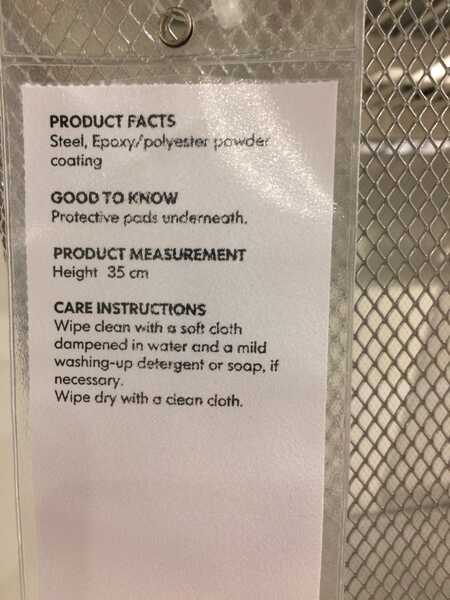 PRODUCT FACTS
Steel, Epoxy/polyester powder
coating
GOOD TO KNOW
Protective pads underneath.
PRODUCT MEASUREMENT
Height 35 cm
CARE INSTRUCTIONS
Wipe clean with a soft cloth
dampened in water and a mild
washing-up detergent or soap, if
necessary.
Wipe dry with a clean cloth.